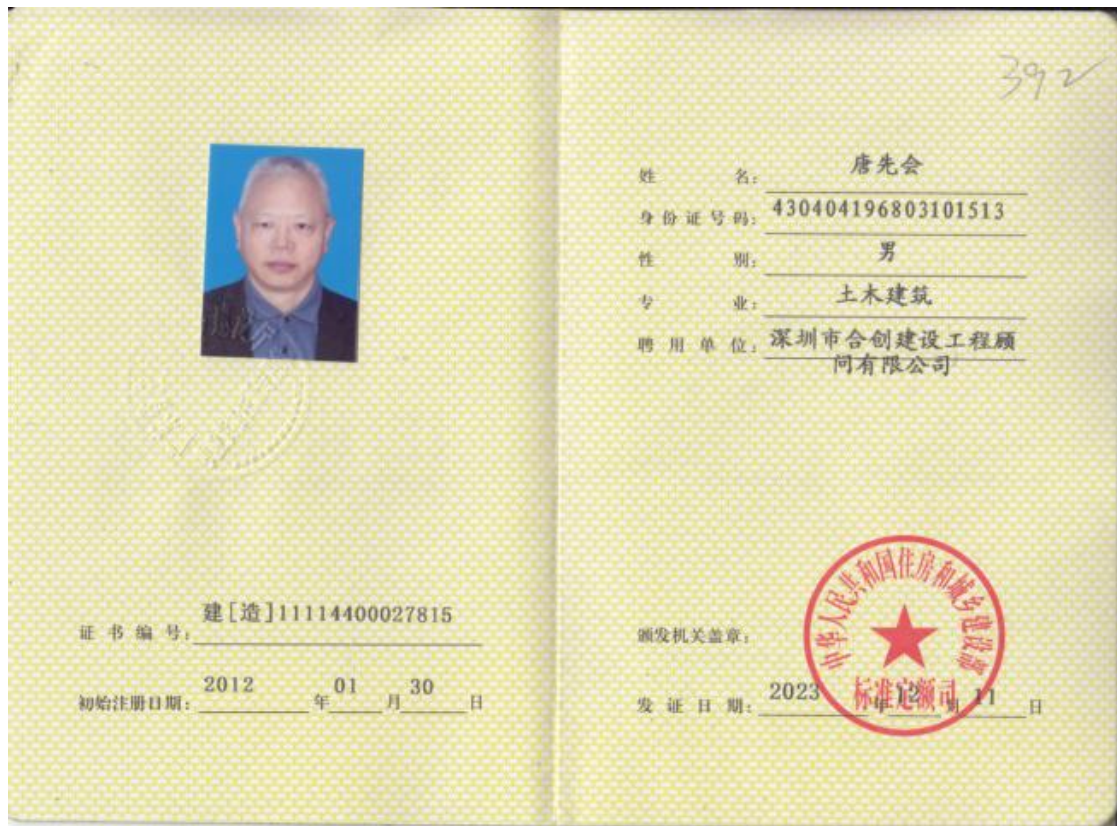 392
姓 名: 唐先会
身份证号码: 430404196803101513
性 别: 男
专 业: 土木建筑
聘用单位: 深圳市合创建设工程顾
问有限公司
证书编号: 建[造]11114400027815
初始注册日期: 2012 年 01 月 30 日
颁发机关盖章:
中华人民共和国住房和城乡建设部
标准定额司
发证日期: 2023 年 12 月 11 日